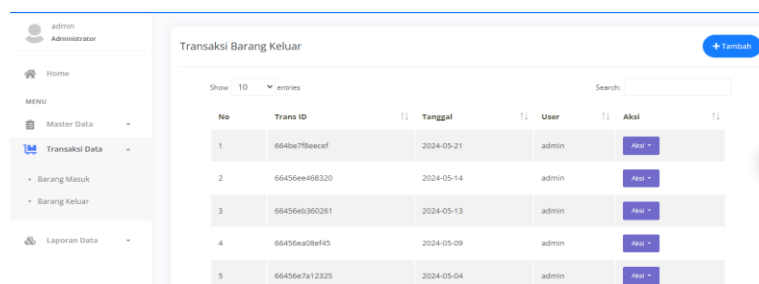 admin
Administrator
Home
MENU
Master Data
Transaksi Data
Barang Masuk
Barang Keluar
Laporan Data
Transaksi Barang Keluar
+ Tambah
Show 10 entries
Search:
No Trans ID Tanggal User Aksi
1 664be7f8eecef 2024-05-21 admin Aksi
2 66456ee468320 2024-05-14 admin Aksi
3 66456eb360261 2024-05-13 admin Aksi
4 66456ea08ef45 2024-05-09 admin Aksi
5 66456e7a12325 2024-05-04 admin Aksi